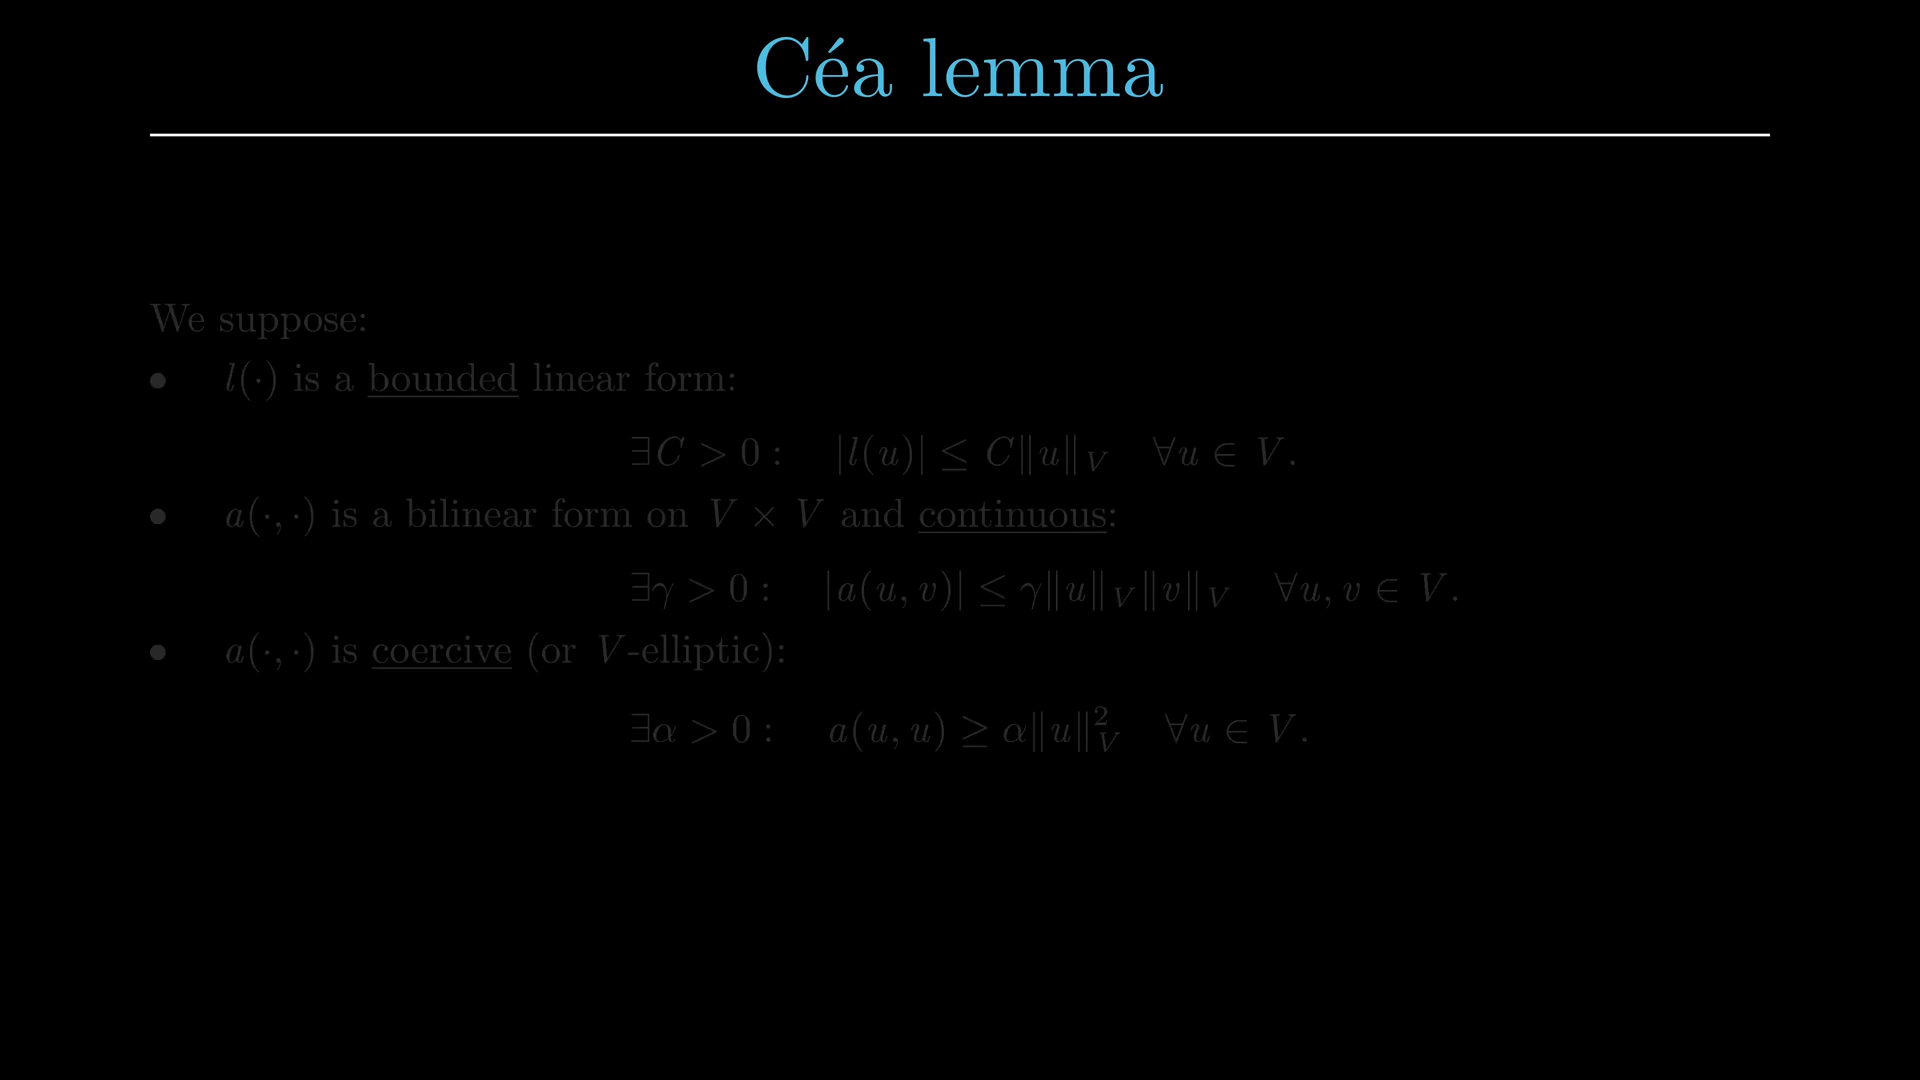 Céa lemma
We suppose:
• l(·) is a bounded linear form:
∃C > 0 : |l(u)| ≤ C‖u‖_V ∀u ∈ V.
• a(·, ·) is a bilinear form on V × V and continuous:
∃γ > 0 : |a(u, v)| ≤ γ‖u‖_V‖v‖_V ∀u, v ∈ V.
• a(·, ·) is coercive (or V-elliptic):
∃α > 0 : a(u, u) ≥ α‖u‖²_V ∀u ∈ V.